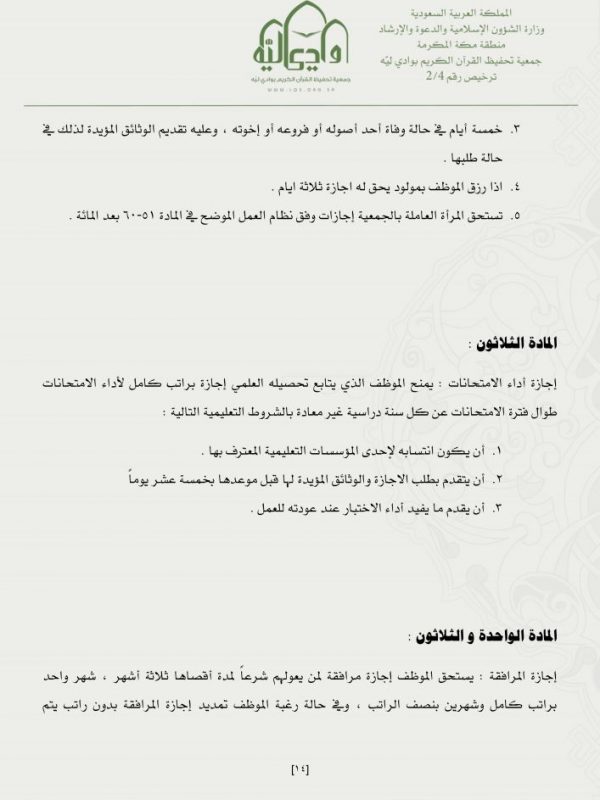 المملكة العربية السعودية
وزارة الشؤون الإسلامية والدعوة والإرشاد
منطقة مكة المكرمة
جمعية تحفيظ القرآن الكريم بوادي ليّه
ترخيص رقم 2/4
وادي ليّه
جمعية تحفيظ القرآن الكريم بوادي ليّه
WWW.IQS.ORG.SA
٣. خمسة أيام في حالة وفاة أحد أصوله أو فروعه أو إخوته ، وعليه تقديم الوثائق المؤيدة لذلك في
حالة طلبها .
٤. اذا رزق الموظف بمولود يحق له اجازة ثلاثة ايام .
٥. تستحق المرأة العاملة بالجمعية إجازات وفق نظام العمل الموضح في المادة ٥١-٦٠ بعد المائة .
المادة الثلاثون :
إجازة أداء الامتحانات : يمنح الموظف الذي يتابع تحصيله العلمي إجازة براتب كامل لأداء الامتحانات
طوال فترة الامتحانات عن كل سنة دراسية غير معادة بالشروط التعليمية التالية :
١. أن يكون انتسابه لإحدى المؤسسات التعليمية المعترف بها .
٢. أن يتقدم بطلب الاجازة والوثائق المؤيدة لها قبل موعدها بخمسة عشر يوماً
٣. أن يقدم ما يفيد أداء الاختبار عند عودته للعمل .
المادة الواحدة و الثلاثون :
إجازة المرافقة : يستحق الموظف إجازة مرافقة لمن يعولهم شرعاً لمدة أقصاها ثلاثة أشهر ، شهر واحد
براتب كامل وشهرين بنصف الراتب ، وفي حالة رغبة الموظف تمديد إجازة المرافقة بدون راتب يتم
[١٤]